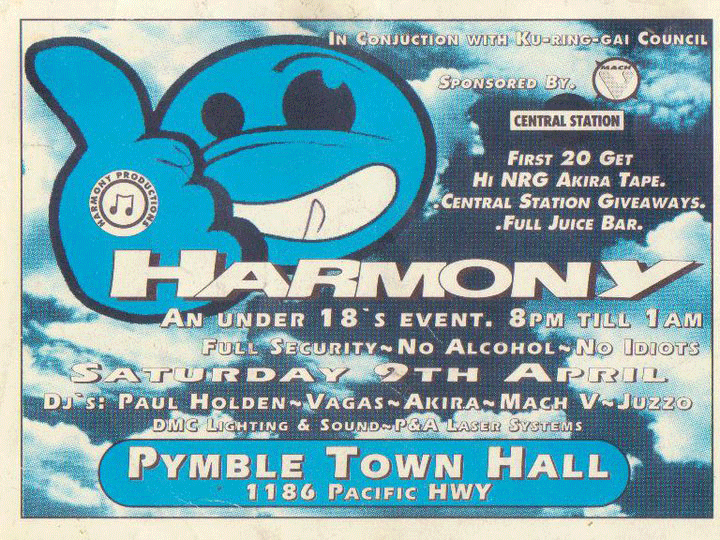 In Conjuction with Ku-ring-gai Council
Sponsored By.
MACH
V
CENTRAL STATION
First 20 Get
Hi NRG Akira Tape.
.Central Station Giveaways.
.Full Juice Bar.
HARMONY PRODUCTIONS
Harmony
An under 18`s event. 8pm till 1am
Full Security~No Alcohol~No Idiots
Saturday 9th April
DJ`s: Paul Holden~Vagas~Akira~Mach V~Juzzo
DMC Lighting & Sound~P&A Laser Systems
Pymble Town Hall
1186 Pacific HWY